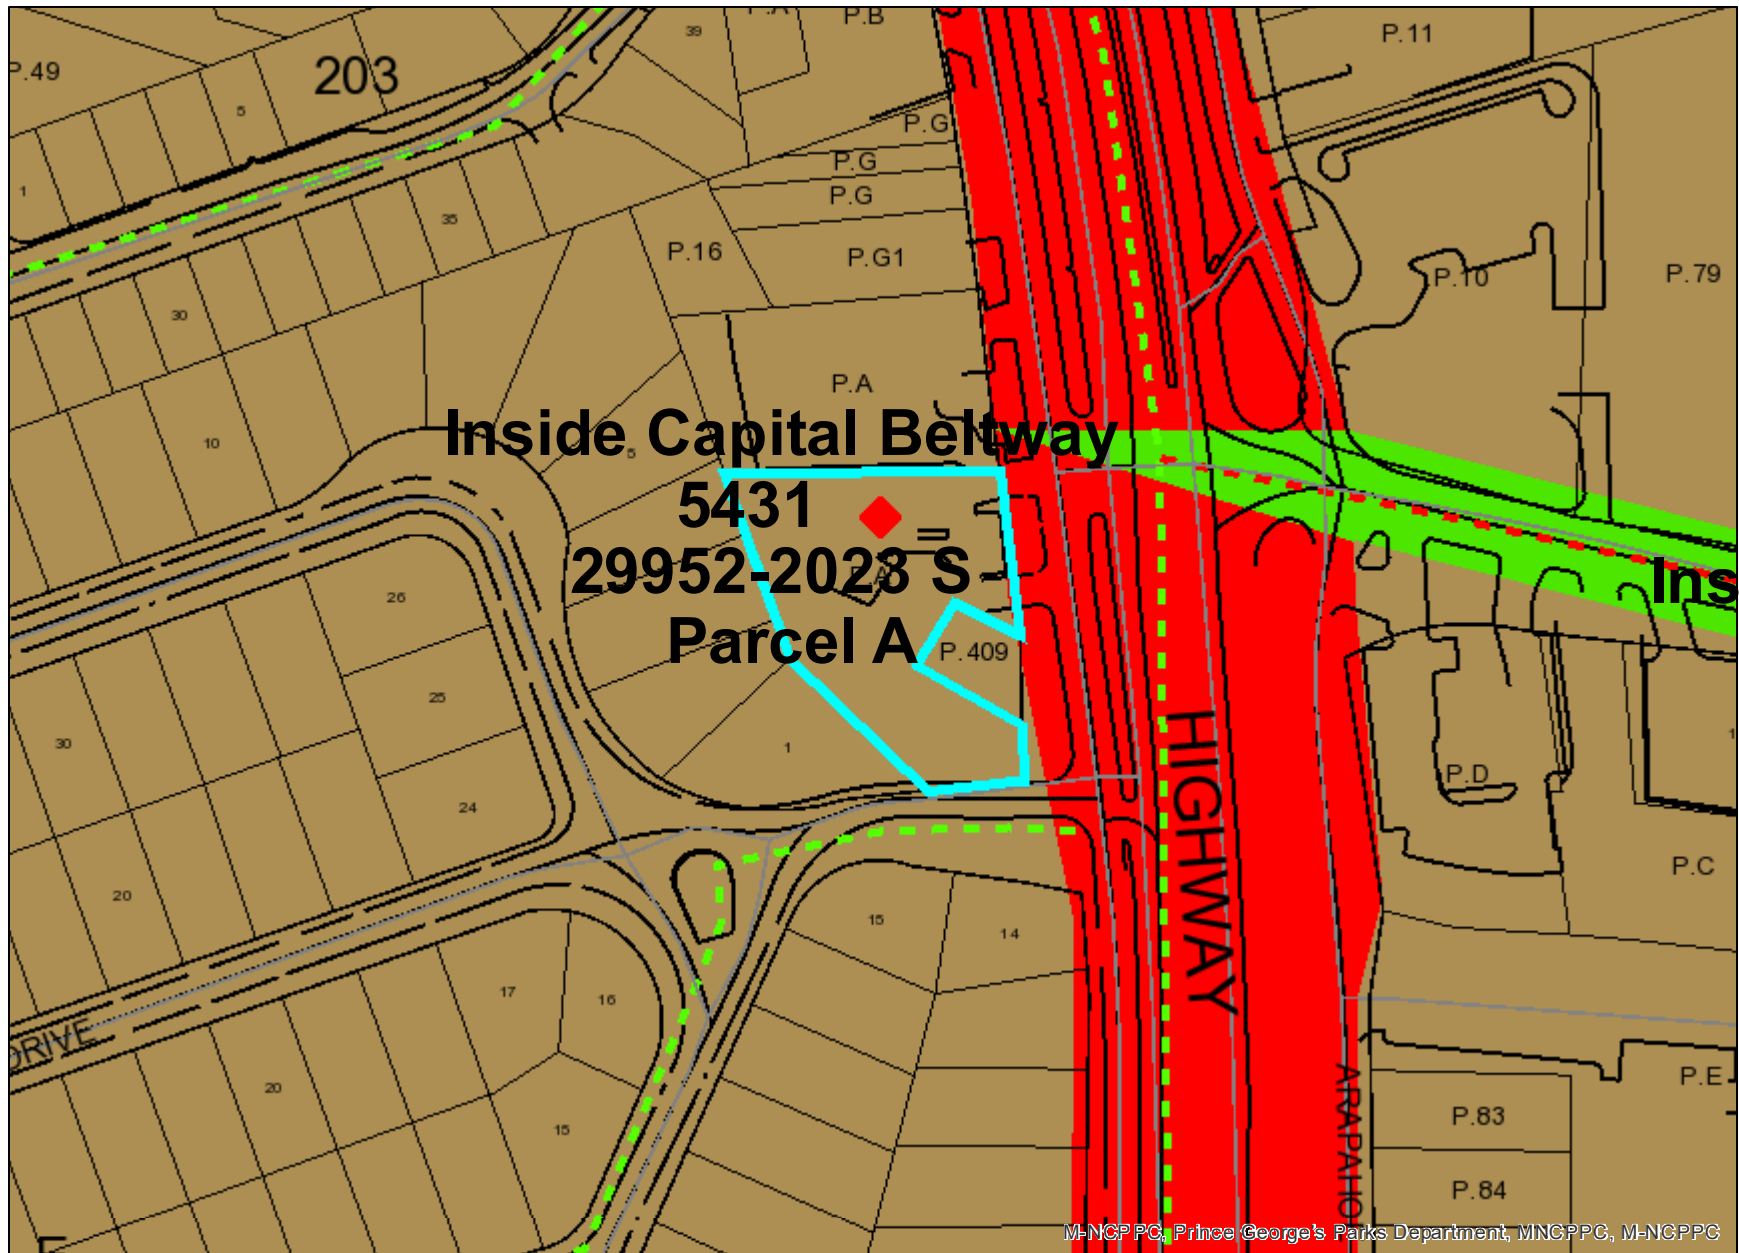 P.B
39
P.11
P.49
203
5
P.G
P.G
P.G
1
35
P.16
P.G1
P.10
P.79
30
P.A
10
Inside Capital Beltway
5
5431
29952-2023 S
Ins
26
Parcel A
P.409
25
30
1
HIGHWAY
P.D
24
P.C
20
15
14
17
16
DRIVE
20
P.E
ARAPAHO
P.83
15
P.84
M-NCPPC, Prince George's Parks Department, MNCPPC, M-NCPPC